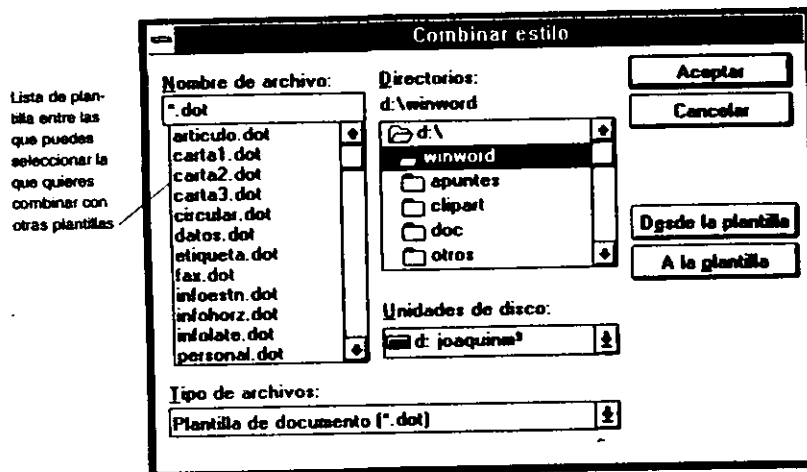 Combinar estilo
Lista de plan-
tilla entre las
que puedes
seleccionar la
que quieres
combinar con
otras plantillas
Nombre de archivo:
*.dot
articulo.dot
carta1.dot
carta2.dot
carta3.dot
circular.dot
datos.dot
etiqueta.dot
fax.dot
infoestn.dot
infohorz.dot
infolate.dot
personal.dot
Directorios:
d:\winword
d:\
winword
apuntes
clipart
doc
otros
Unidades de disco:
d: joaquinm³
Tipo de archivos:
Plantilla de documento (*.dot)
Aceptar
Cancelar
Desde la plantilla
A la plantilla